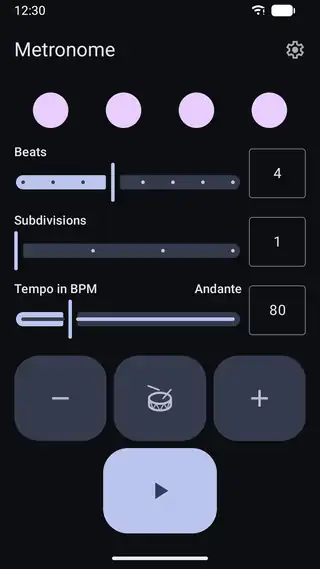 12:30
Metronome
Beats
4
Subdivisions
1
Tempo in BPM Andante
80